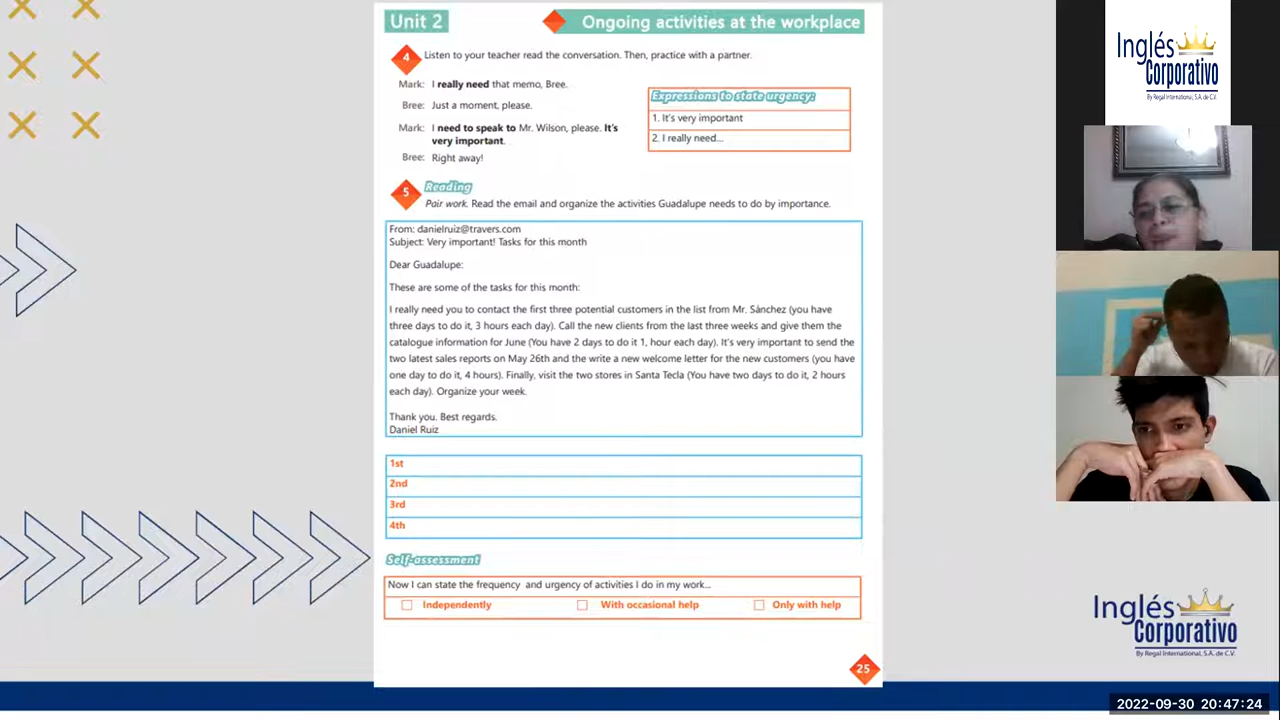 Unit 2
Ongoing activities at the workplace
4
Listen to your teacher read the conversation. Then, practice with a partner.
Mark: I really need that memo, Bree.
Bree: Just a moment, please.
Mark: I need to speak to Mr. Wilson, please. It's
very important.
Bree: Right away!
Expressions to state urgency:
1. It's very important
2. I really need...
5
Reading
Pair work. Read the email and organize the activities Guadalupe needs to do by importance.
From: danielruiz@travers.com
Subject: Very important! Tasks for this month
Dear Guadalupe:
These are some of the tasks for this month:
I really need you to contact the first three potential customers in the list from Mr. Sánchez (you have
three days to do it, 3 hours each day). Call the new clients from the last three weeks and give them the
catalogue information for June (You have 2 days to do it 1, hour each day). It's very important to send the
two latest sales reports on May 26th and the write a new welcome letter for the new customers (you have
one day to do it, 4 hours). Finally, visit the two stores in Santa Tecla (You have two days to do it, 2 hours
each day). Organize your week.
Thank you. Best regards.
Daniel Ruiz
1st
2nd
3rd
4th
Self-assessment
Now I can state the frequency and urgency of activities I do in my work...
Independently
With occasional help
Only with help
25
Inglés
Corporativo
By Regal International, S.A. de C.V.
Inglés
Corporativo
By Regal International, S.A. de C.V.
2022-09-30 20:47:24